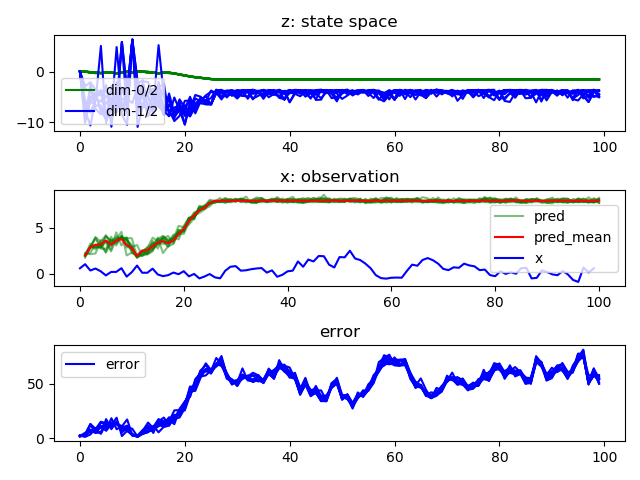 z: state space
0
−10
dim-0/2
dim-1/2
0 20 40 60 80 100
x: observation
5
0
pred
pred_mean
x
0 20 40 60 80 100
error
50
0
error
0 20 40 60 80 100